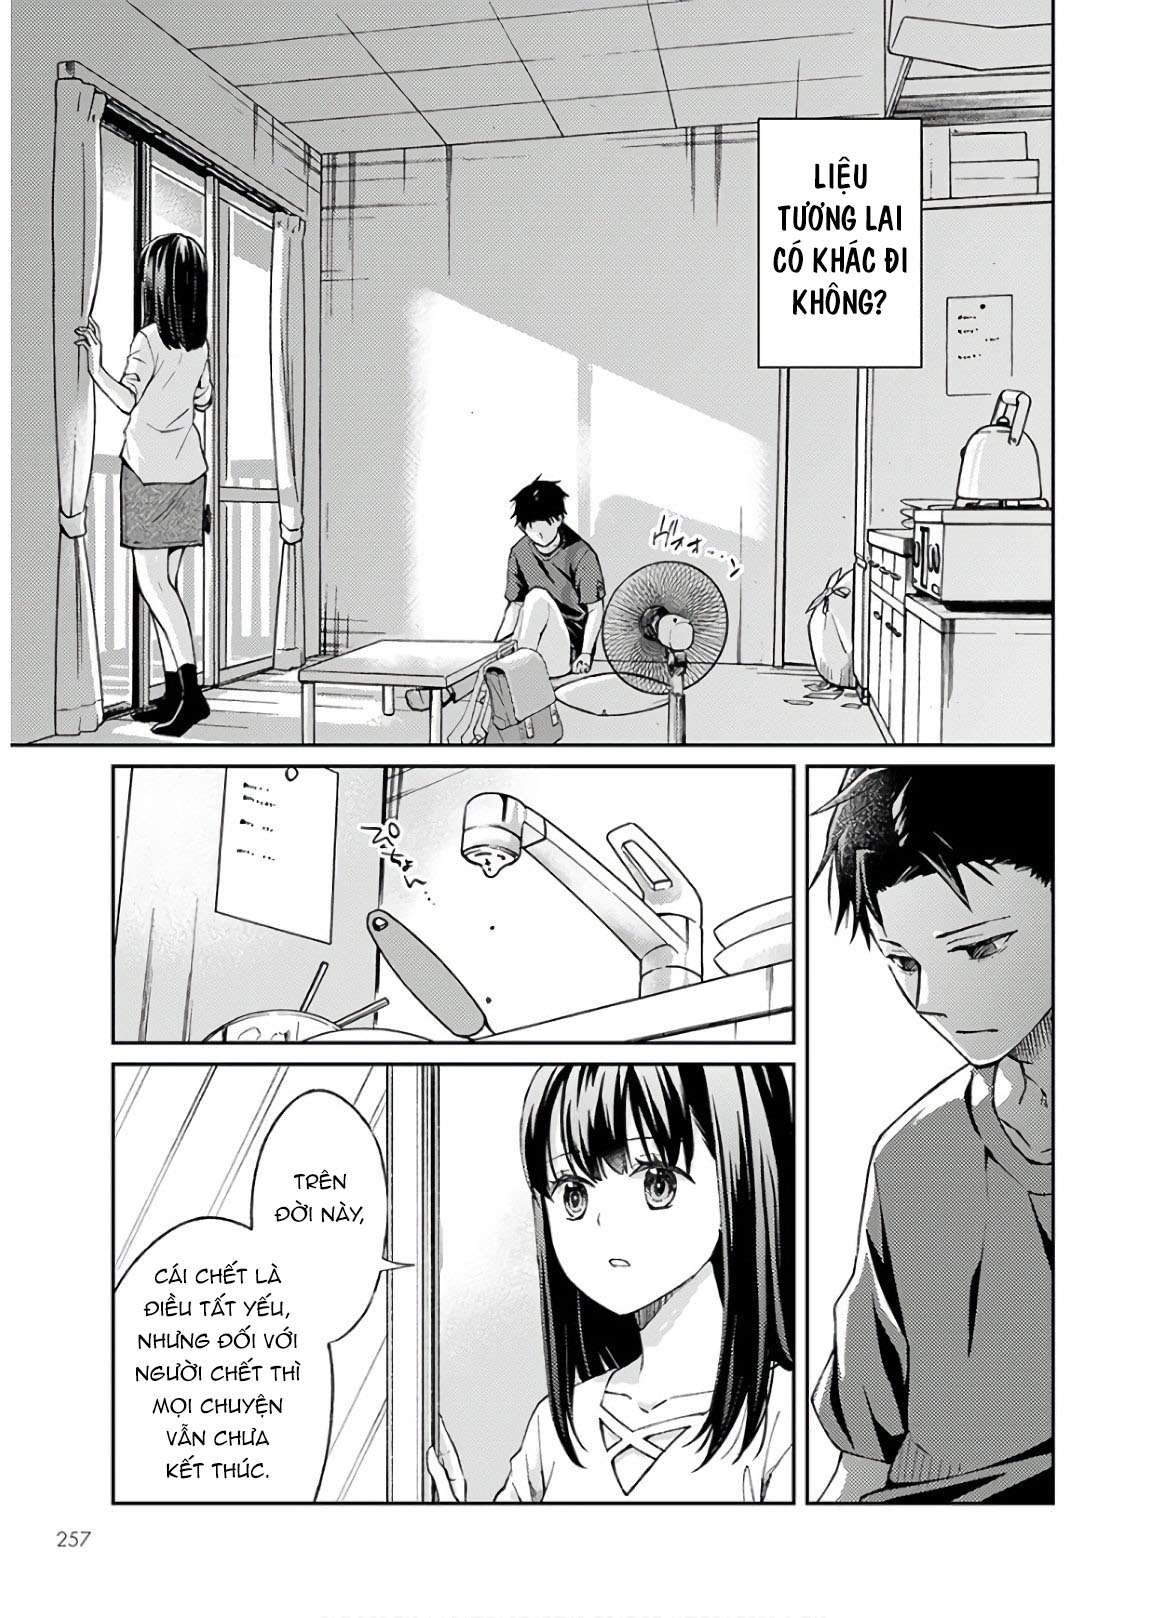 LIỆU
TƯƠNG LAI
CÓ KHÁC ĐI
KHÔNG?
TRÊN
ĐỜI NÀY,
CÁI CHẾT LÀ
ĐIỀU TẤT YẾU,
NHƯNG ĐỐI VỚI
NGƯỜI CHẾT THÌ
MỌI CHUYỆN
VẪN CHƯA
KẾT THÚC.
257